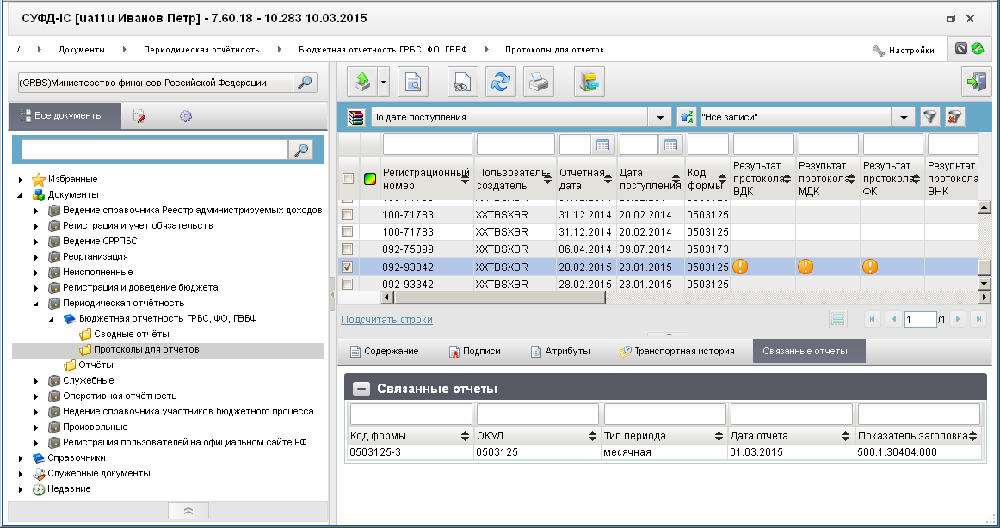 СУФД-IC [ua11u Иванов Петр] - 7.60.18 - 10.283 10.03.2015
/ Документы Периодическая отчётность Бюджетная отчетность ГРБС, ФО, ГВБФ Протоколы для отчетов Настройки
(GRBS)Министерство финансов Российской Федерации
Все документы
Избранные
Документы
Ведение справочника Реестр администрируемых доходов
Регистрация и учет обязательств
Ведение СРРПБС
Реорганизация
Неисполненные
Регистрация и доведение бюджета
Периодическая отчётность
Бюджетная отчетность ГРБС, ФО, ГВБФ
Сводные отчёты
Протоколы для отчетов
Отчёты
Служебные
Оперативная отчётность
Ведение справочника участников бюджетного процесса
Произвольные
Регистрация пользователей на официальном сайте РФ
Справочники
Служебные документы
Недавние
По дате поступления "Все записи"
Регистрационный номер Пользователь создатель Отчетная дата Дата поступления Код формы Результат протокола ВДК Результат протокола МДК Результат протокола ФК Результат протокола ВНК
100-71783 XXTBSXBR 31.12.2014 20.02.2014 0503125
100-71783 XXTBSXBR 31.12.2014 20.02.2014 0503125
092-75399 XXTBSXBR 06.04.2014 09.07.2014 0503173
092-93342 XXTBSXBR 28.02.2015 23.01.2015 0503125
092-93342 XXTBSXBR 28.02.2015 23.01.2015 0503125
Подсчитать строки 1 /1
Содержание Подписи Атрибуты Транспортная история Связанные отчеты
Связанные отчеты
Код формы ОКУД Тип периода Дата отчета Показатель заголовка
0503125-3 0503125 месячная 01.03.2015 500.1.30404.000